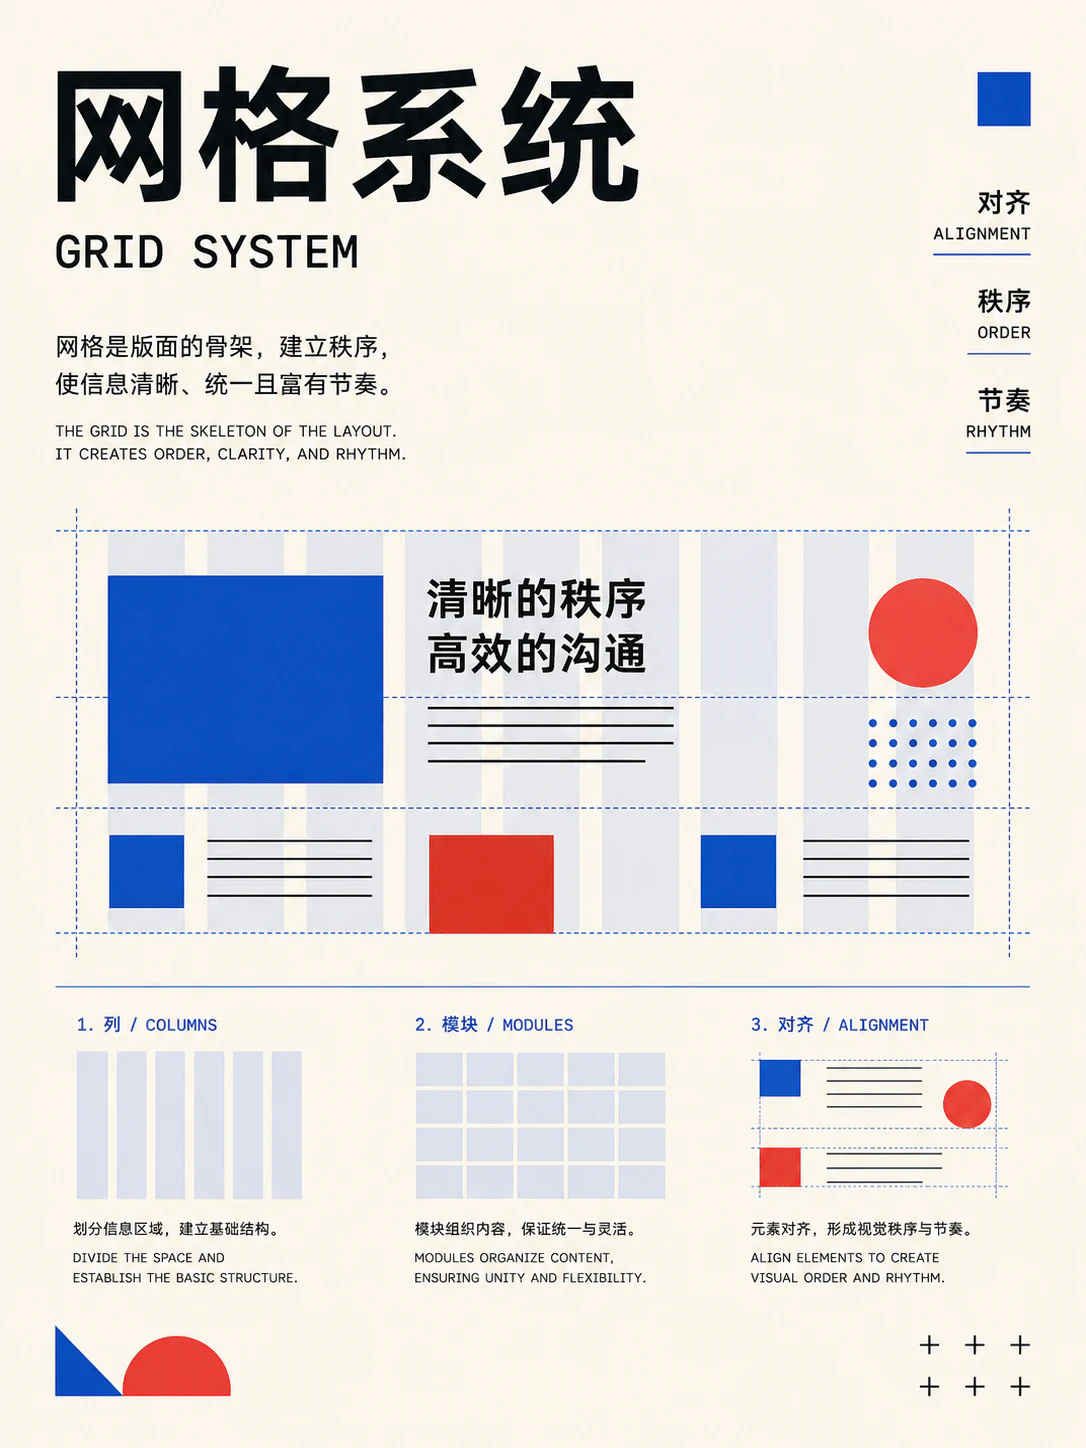 网格系统
GRID SYSTEM
网格是版面的骨架，建立秩序，
使信息清晰、统一且富有节奏。
THE GRID IS THE SKELETON OF THE LAYOUT.
IT CREATES ORDER, CLARITY, AND RHYTHM.
对齐
ALIGNMENT
秩序
ORDER
节奏
RHYTHM
清晰的秩序
高效的沟通
1. 列 / COLUMNS
划分信息区域，建立基础结构。
DIVIDE THE SPACE AND
ESTABLISH THE BASIC STRUCTURE.
2. 模块 / MODULES
模块组织内容，保证统一与灵活。
MODULES ORGANIZE CONTENT,
ENSURING UNITY AND FLEXIBILITY.
3. 对齐 / ALIGNMENT
元素对齐，形成视觉秩序与节奏。
ALIGN ELEMENTS TO CREATE
VISUAL ORDER AND RHYTHM.